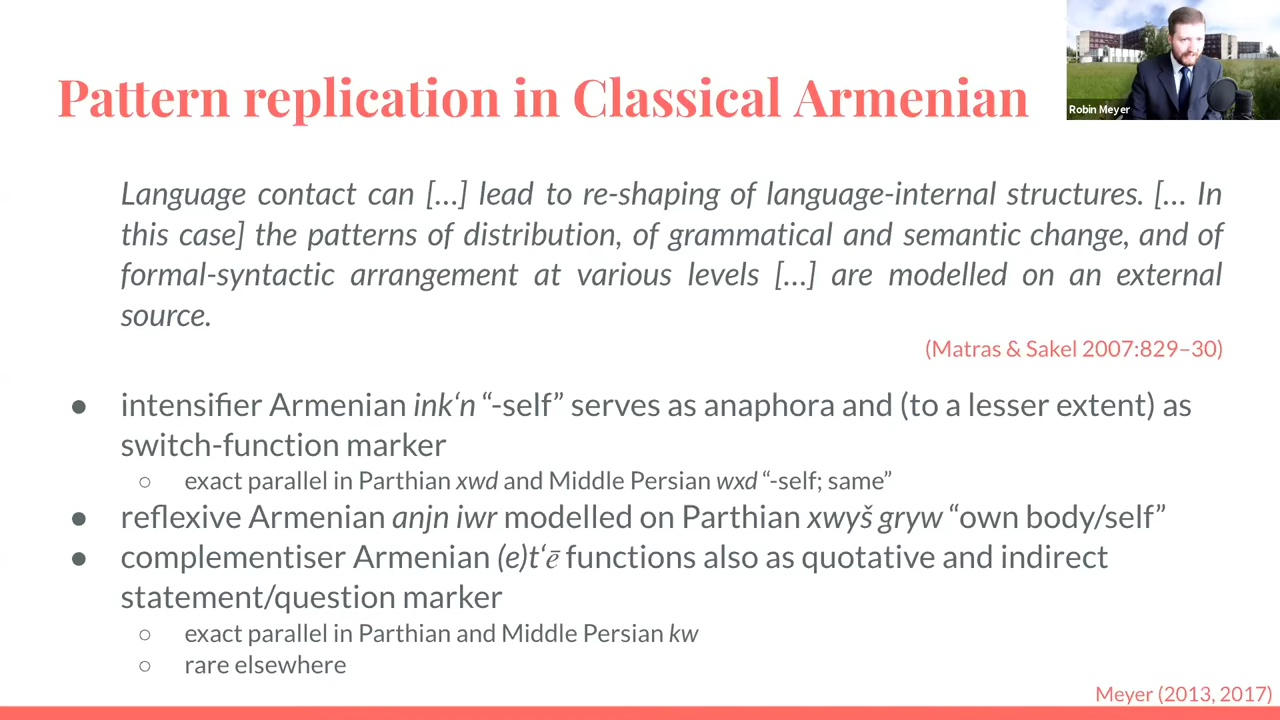 Pattern replication in Classical Armenian
Robin Meyer
Language contact can [...] lead to re-shaping of language-internal structures. [... In
this case] the patterns of distribution, of grammatical and semantic change, and of
formal-syntactic arrangement at various levels [...] are modelled on an external
source.
(Matras & Sakel 2007:829–30)
● intensifier Armenian ink‘n “-self” serves as anaphora and (to a lesser extent) as
switch-function marker
○ exact parallel in Parthian xwd and Middle Persian wxd “-self; same”
● reflexive Armenian anjn iwr modelled on Parthian xwyš gryw “own body/self”
● complementiser Armenian (e)t‘ē functions also as quotative and indirect
statement/question marker
○ exact parallel in Parthian and Middle Persian kw
○ rare elsewhere
Meyer (2013, 2017)